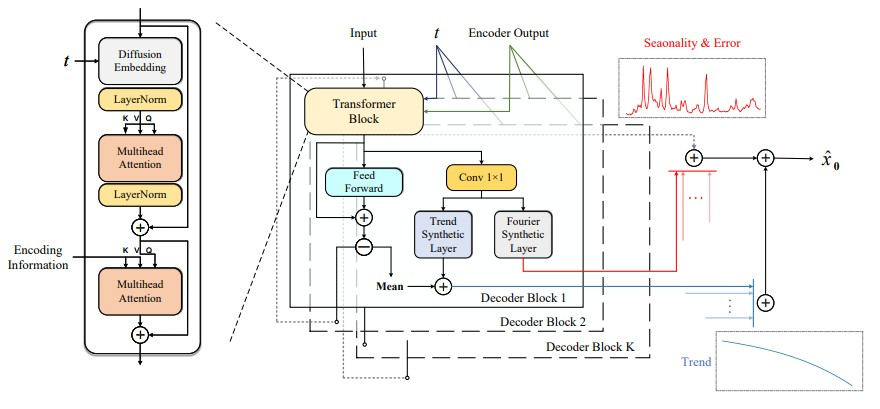 t
Diffusion
Embedding
LayerNorm
K V Q
Multihead
Attention
LayerNorm
Encoding
Information
K V Q
Multihead
Attention
Input
t
Encoder Output
Transformer
Block
Feed
Forward
Conv 1×1
Trend
Synthetic
Layer
Fourier
Synthetic
Layer
Mean
Decoder Block 1
Decoder Block 2
Decoder Block K
Seaonality & Error
...
x̂₀
...
Trend